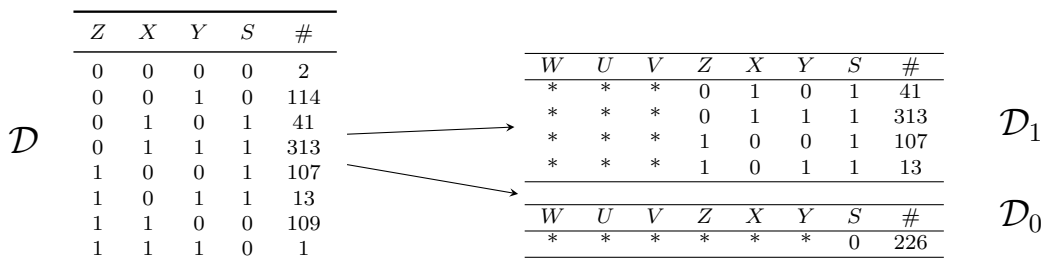 Z X Y S #
0 0 0 0 2
0 0 1 0 114
0 1 0 1 41
0 1 1 1 313
1 0 0 1 107
1 0 1 1 13
1 1 0 0 109
1 1 1 0 1
𝒟
W U V Z X Y S #
* * * 0 1 0 1 41
* * * 0 1 1 1 313
* * * 1 0 0 1 107
* * * 1 0 1 1 13
𝒟₁
W U V Z X Y S #
* * * * * * 0 226
𝒟₀